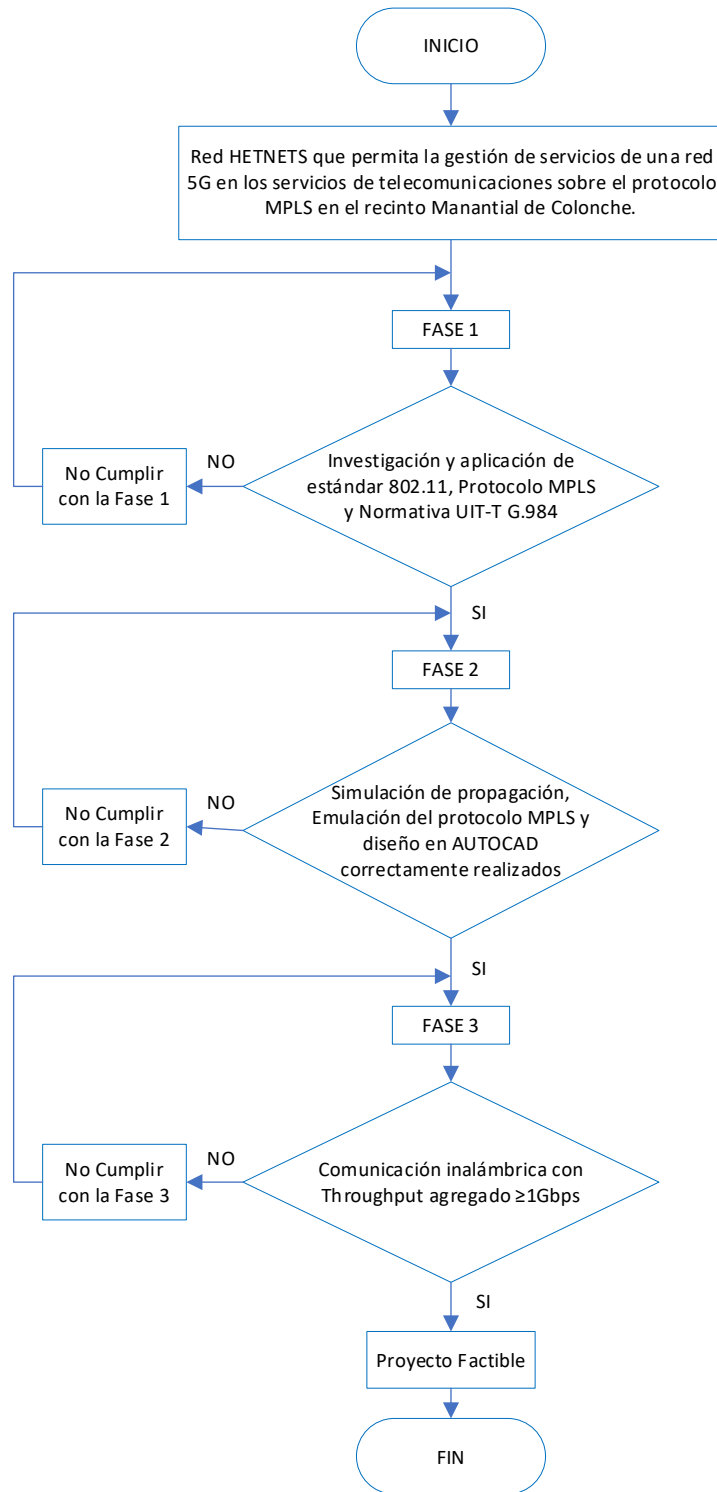 INICIO
Red HETNETS que permita la gestión de servicios de una red
5G en los servicios de telecomunicaciones sobre el protocolo
MPLS en el recinto Manantial de Colonche.
FASE 1
Investigación y aplicación de
estándar 802.11, Protocolo MPLS
y Normativa UIT-T G.984
NO
No Cumplir
con la Fase 1
SI
FASE 2
Simulación de propagación,
Emulación del protocolo MPLS y
diseño en AUTOCAD
correctamente realizados
NO
No Cumplir
con la Fase 2
SI
FASE 3
Comunicación inalámbrica con
Throughput agregado ≥1Gbps
NO
No Cumplir
con la Fase 3
SI
Proyecto Factible
FIN